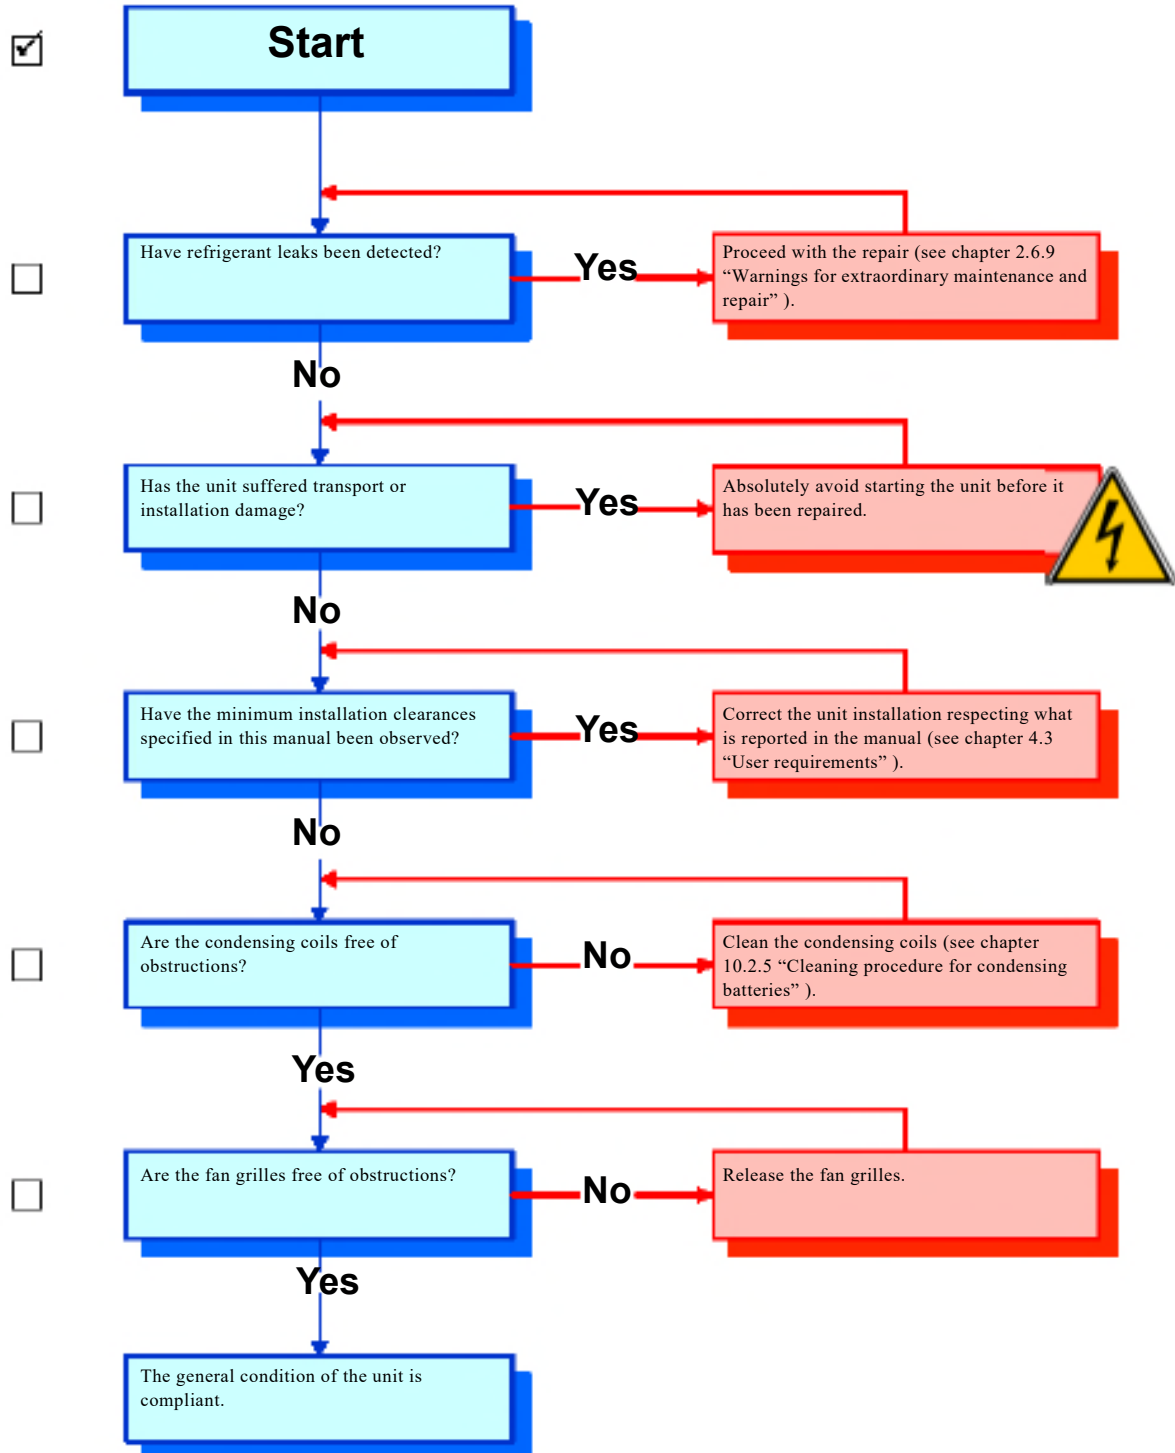 Start
Have refrigerant leaks been detected?
Yes
Proceed with the repair (see chapter 2.6.9
“Warnings for extraordinary maintenance and
repair” ).
No
Has the unit suffered transport or
installation damage?
Yes
Absolutely avoid starting the unit before it
has been repaired.
No
Have the minimum installation clearances
specified in this manual been observed?
Yes
Correct the unit installation respecting what
is reported in the manual (see chapter 4.3
“User requirements” ).
No
Are the condensing coils free of
obstructions?
No
Clean the condensing coils (see chapter
10.2.5 “Cleaning procedure for condensing
batteries” ).
Yes
Are the fan grilles free of obstructions?
No
Release the fan grilles.
Yes
The general condition of the unit is
compliant.